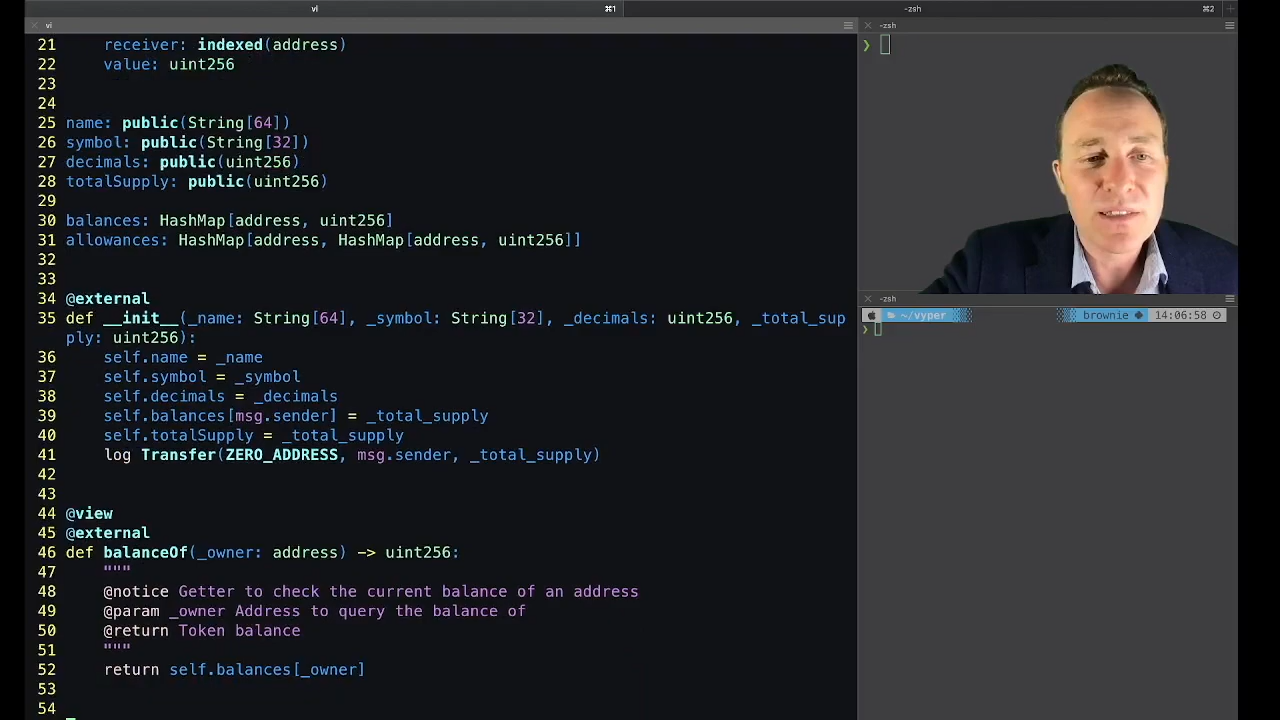 vi ⌘1 -zsh ⌘2
vi
21 receiver: indexed(address)
22 value: uint256
23
24
25 name: public(String[64])
26 symbol: public(String[32])
27 decimals: public(uint256)
28 totalSupply: public(uint256)
29
30 balances: HashMap[address, uint256]
31 allowances: HashMap[address, HashMap[address, uint256]]
32
33
34 @external
35 def __init__(_name: String[64], _symbol: String[32], _decimals: uint256, _total_sup
ply: uint256):
36 self.name = _name
37 self.symbol = _symbol
38 self.decimals = _decimals
39 self.balances[msg.sender] = _total_supply
40 self.totalSupply = _total_supply
41 log Transfer(ZERO_ADDRESS, msg.sender, _total_supply)
42
43
44 @view
45 @external
46 def balanceOf(_owner: address) -> uint256:
47 """
48 @notice Getter to check the current balance of an address
49 @param _owner Address to query the balance of
50 @return Token balance
51 """
52 return self.balances[_owner]
53
54
-zsh
❯
-zsh
~/vyper brownie 14:06:58
❯